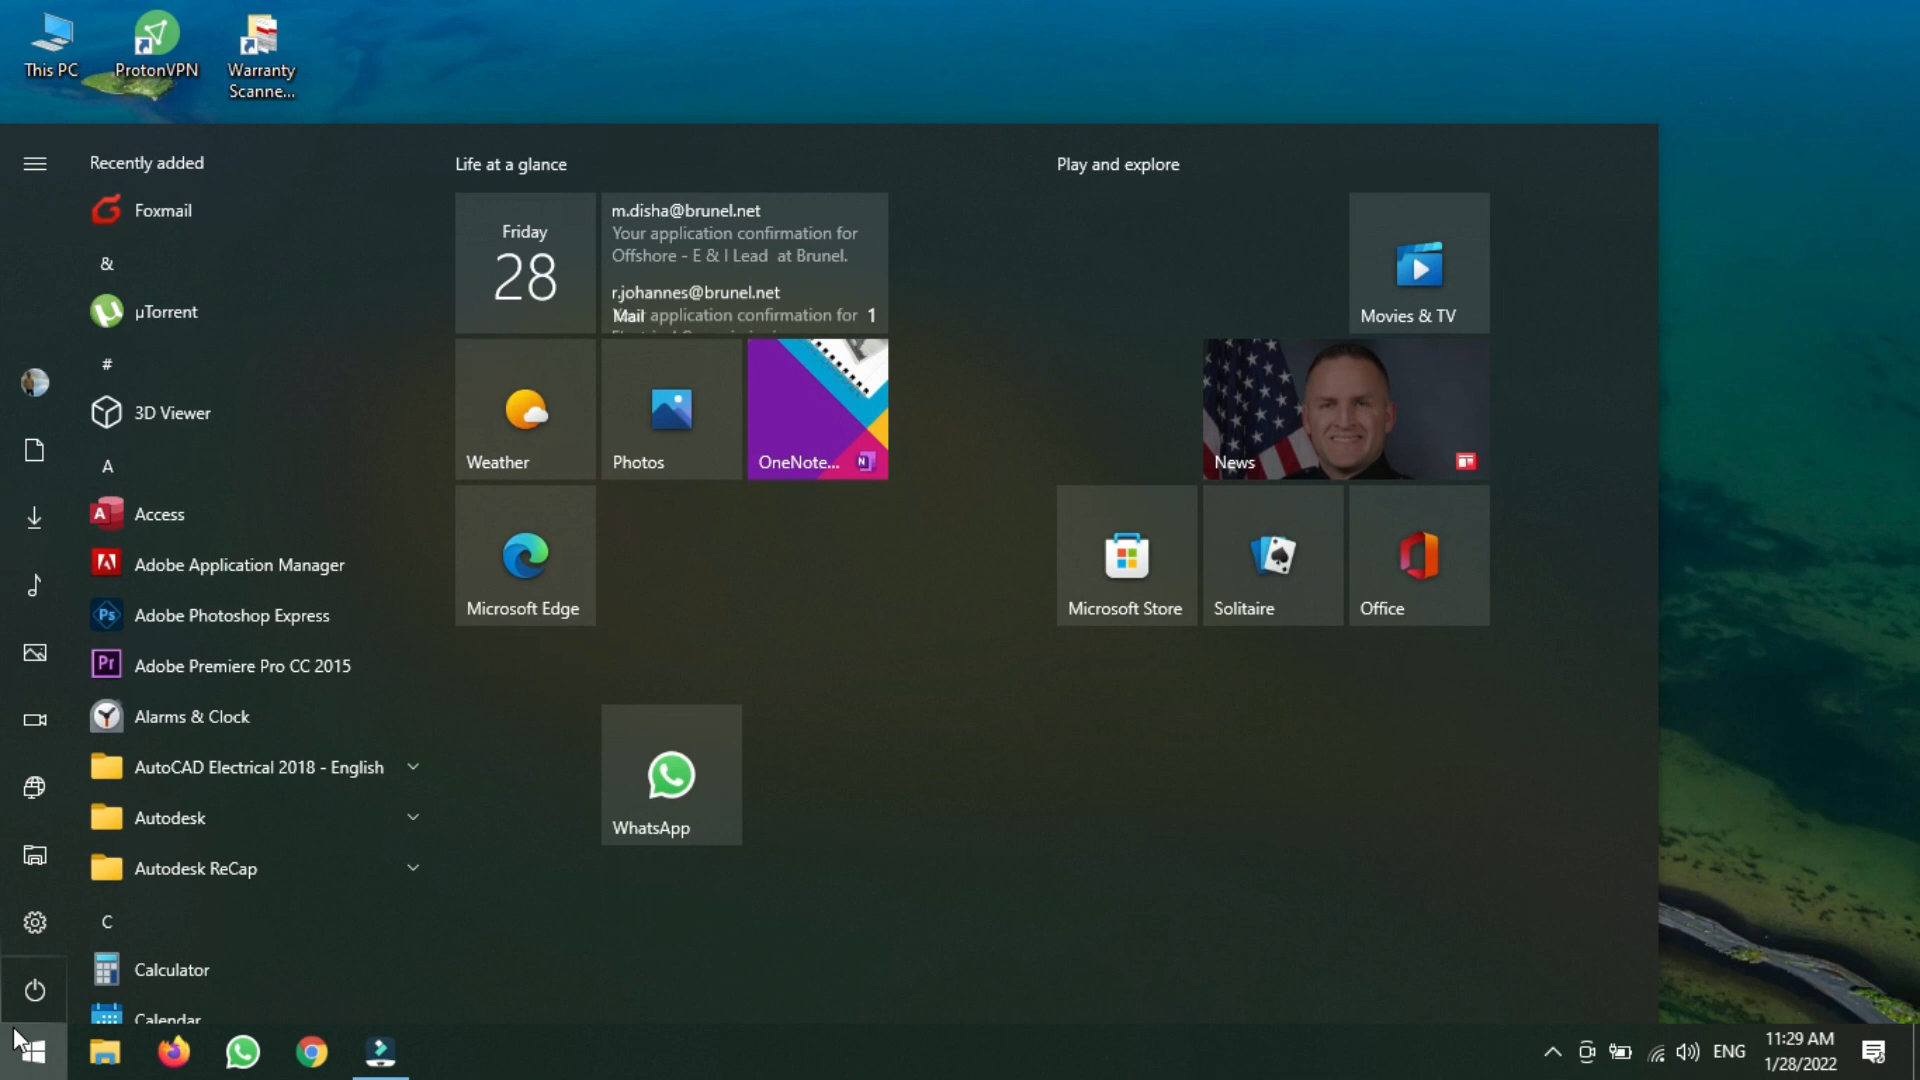 This PC
ProtonVPN
Warranty
Scanne...
Recently added
Foxmail
&
µTorrent
#
3D Viewer
A
Access
Adobe Application Manager
Adobe Photoshop Express
Adobe Premiere Pro CC 2015
Alarms & Clock
AutoCAD Electrical 2018 - English
Autodesk
Autodesk ReCap
C
Calculator
Calendar
Life at a glance
Friday
28
m.disha@brunel.net
Your application confirmation for
Offshore - E & I Lead at Brunel.
r.johannes@brunel.net
Your application confirmation for
Mail
1
Weather
Photos
OneNote...
Microsoft Edge
WhatsApp
Play and explore
Movies & TV
News
Microsoft Store
Solitaire
Office
ENG
11:29 AM
1/28/2022